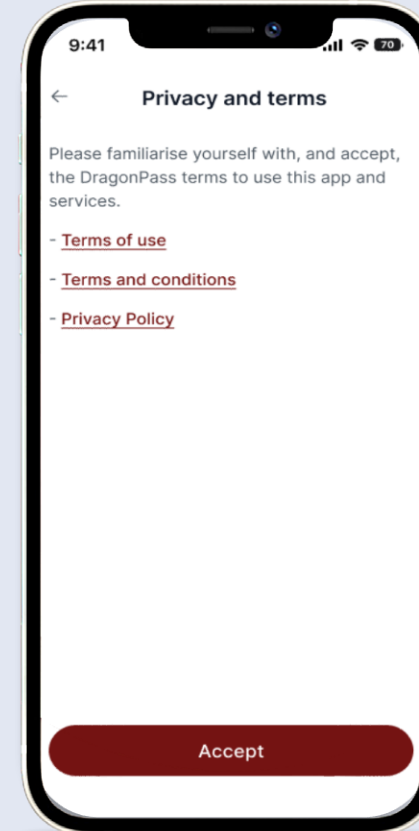 9:41
70
Privacy and terms
Please familiarise yourself with, and accept,
the DragonPass terms to use this app and
services.
- Terms of use
- Terms and conditions
- Privacy Policy
Accept